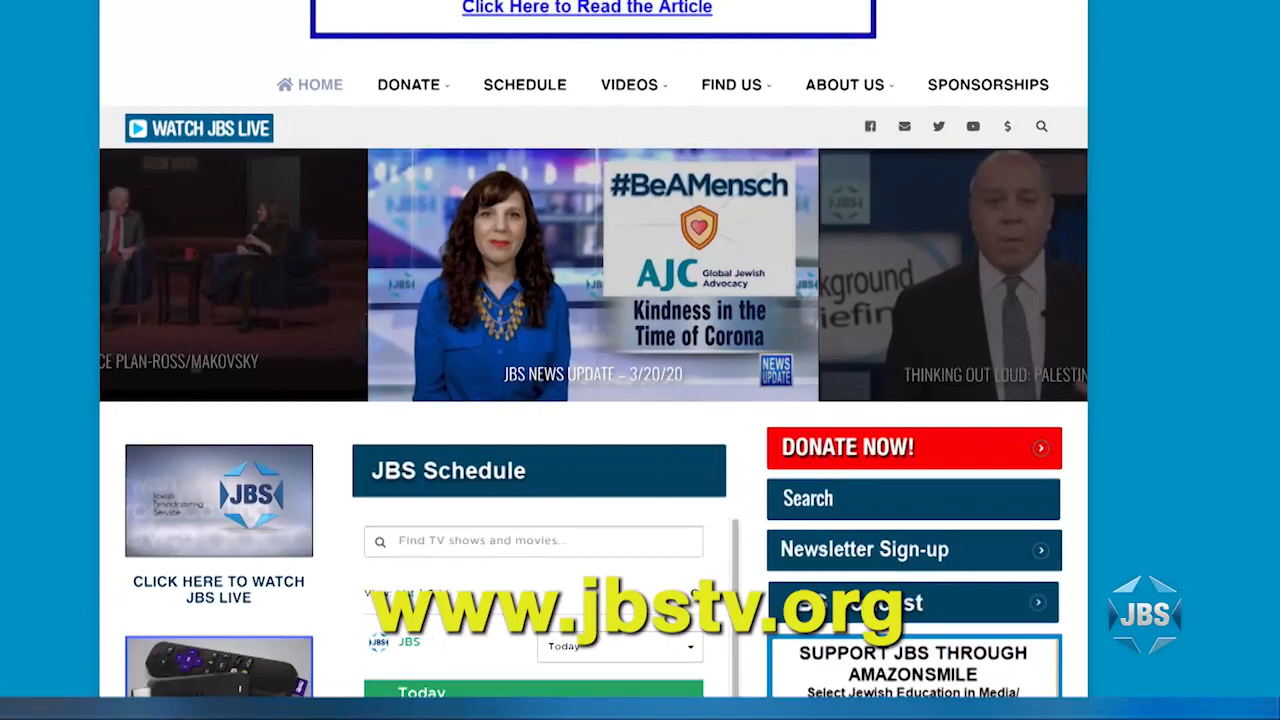 Click Here to Read the Article
HOME DONATE SCHEDULE VIDEOS FIND US ABOUT US SPONSORSHIPS
WATCH JBS LIVE
#BeAMensch
AJC Global Jewish Advocacy
Kindness in the
Time of Corona
JBS
NEWS UPDATE
CE PLAN-ROSS/MAKOVSKY
JBS NEWS UPDATE – 3/20/20
THINKING OUT LOUD: PALESTIN
Jewish
Broadcasting
Service
JBS
CLICK HERE TO WATCH
JBS LIVE
JBS Schedule
Find TV shows and movies...
www.jbstv.org
JBS
Today
Today
DONATE NOW!
Search
Newsletter Sign-up
SUPPORT JBS THROUGH
AMAZONSMILE
Select Jewish Education in Media/
JBS